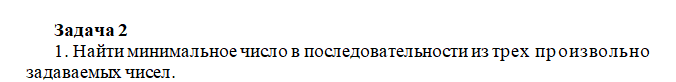 Задача 2
1. Найти минимальное число в последовательности из трех произвольно
задаваемых чисел.